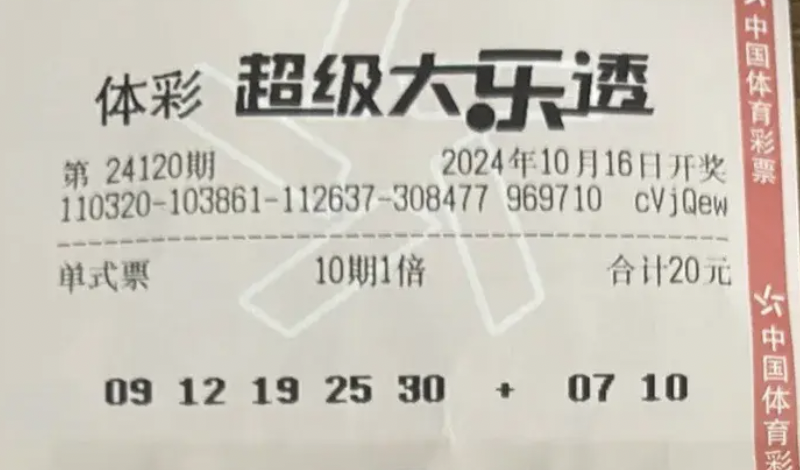 体彩 超级大乐透
第 24120期 2024年10月16日开奖
110320-103861-112637-308477 969710 cVjQew
单式票 10期1倍 合计20元
09 12 19 25 30 + 07 10
中国体育彩票
中国体育彩